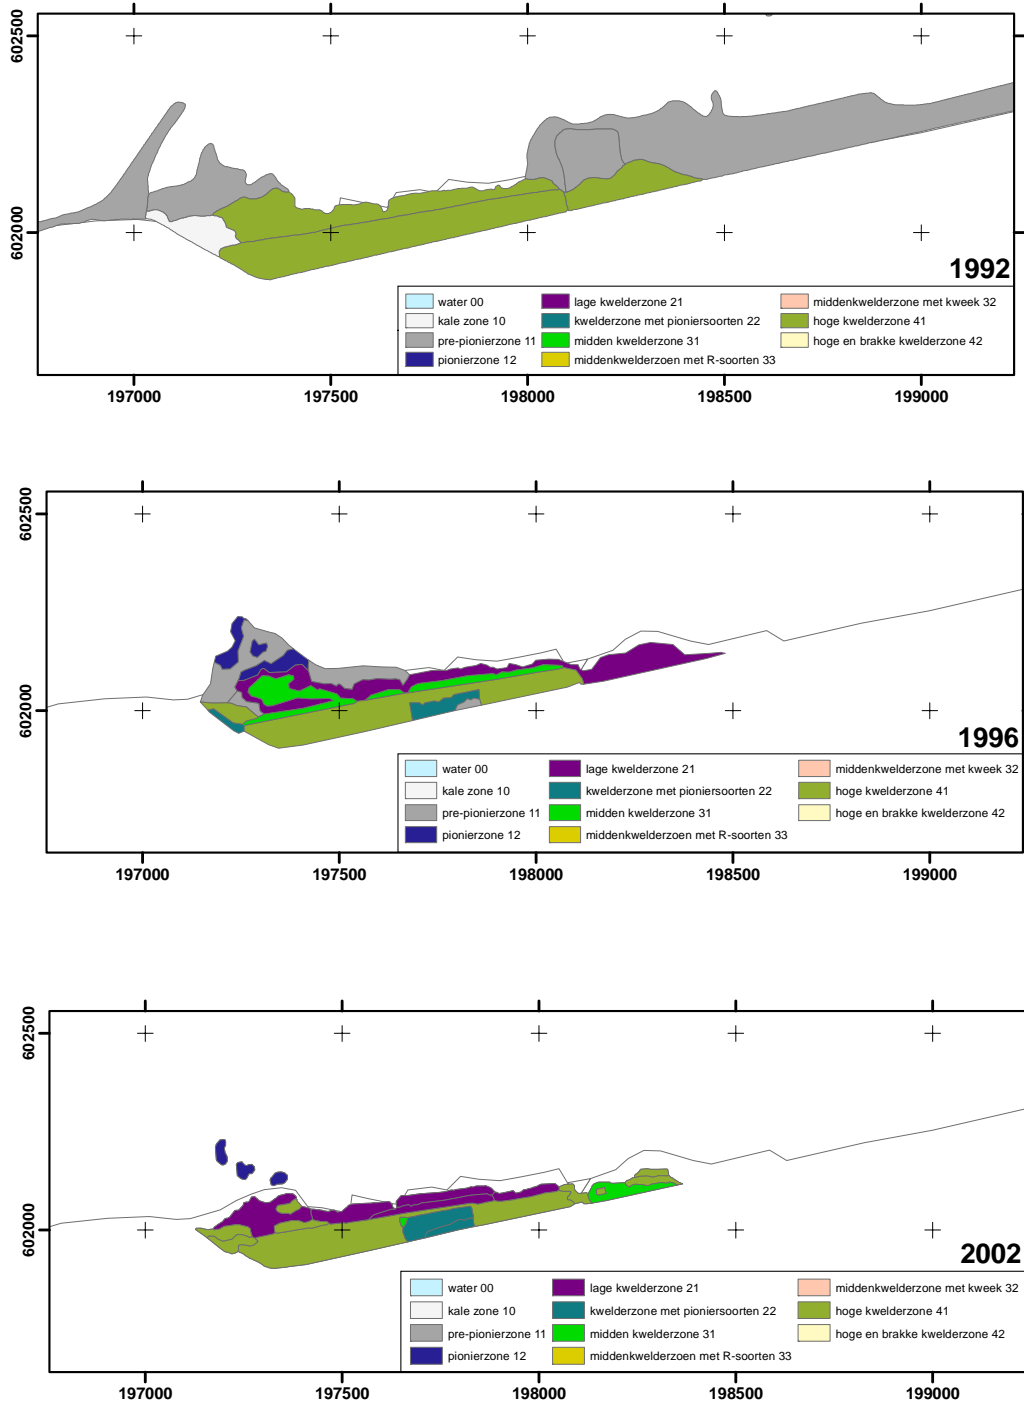 602500
602000
1992
water 00
lage kwelderzone 21
middenkwelderzone met kweek 32
kale zone 10
kwelderzone met pioniersoorten 22
hoge kwelderzone 41
pre-pionierzone 11
midden kwelderzone 31
hoge en brakke kwelderzone 42
pionierzone 12
middenkwelderzoen met R-soorten 33
197000 197500 198000 198500 199000
602500
602000
1996
water 00
lage kwelderzone 21
middenkwelderzone met kweek 32
kale zone 10
kwelderzone met pioniersoorten 22
hoge kwelderzone 41
pre-pionierzone 11
midden kwelderzone 31
hoge en brakke kwelderzone 42
pionierzone 12
middenkwelderzoen met R-soorten 33
197000 197500 198000 198500 199000
602500
602000
2002
water 00
lage kwelderzone 21
middenkwelderzone met kweek 32
kale zone 10
kwelderzone met pioniersoorten 22
hoge kwelderzone 41
pre-pionierzone 11
midden kwelderzone 31
hoge en brakke kwelderzone 42
pionierzone 12
middenkwelderzoen met R-soorten 33
197000 197500 198000 198500 199000